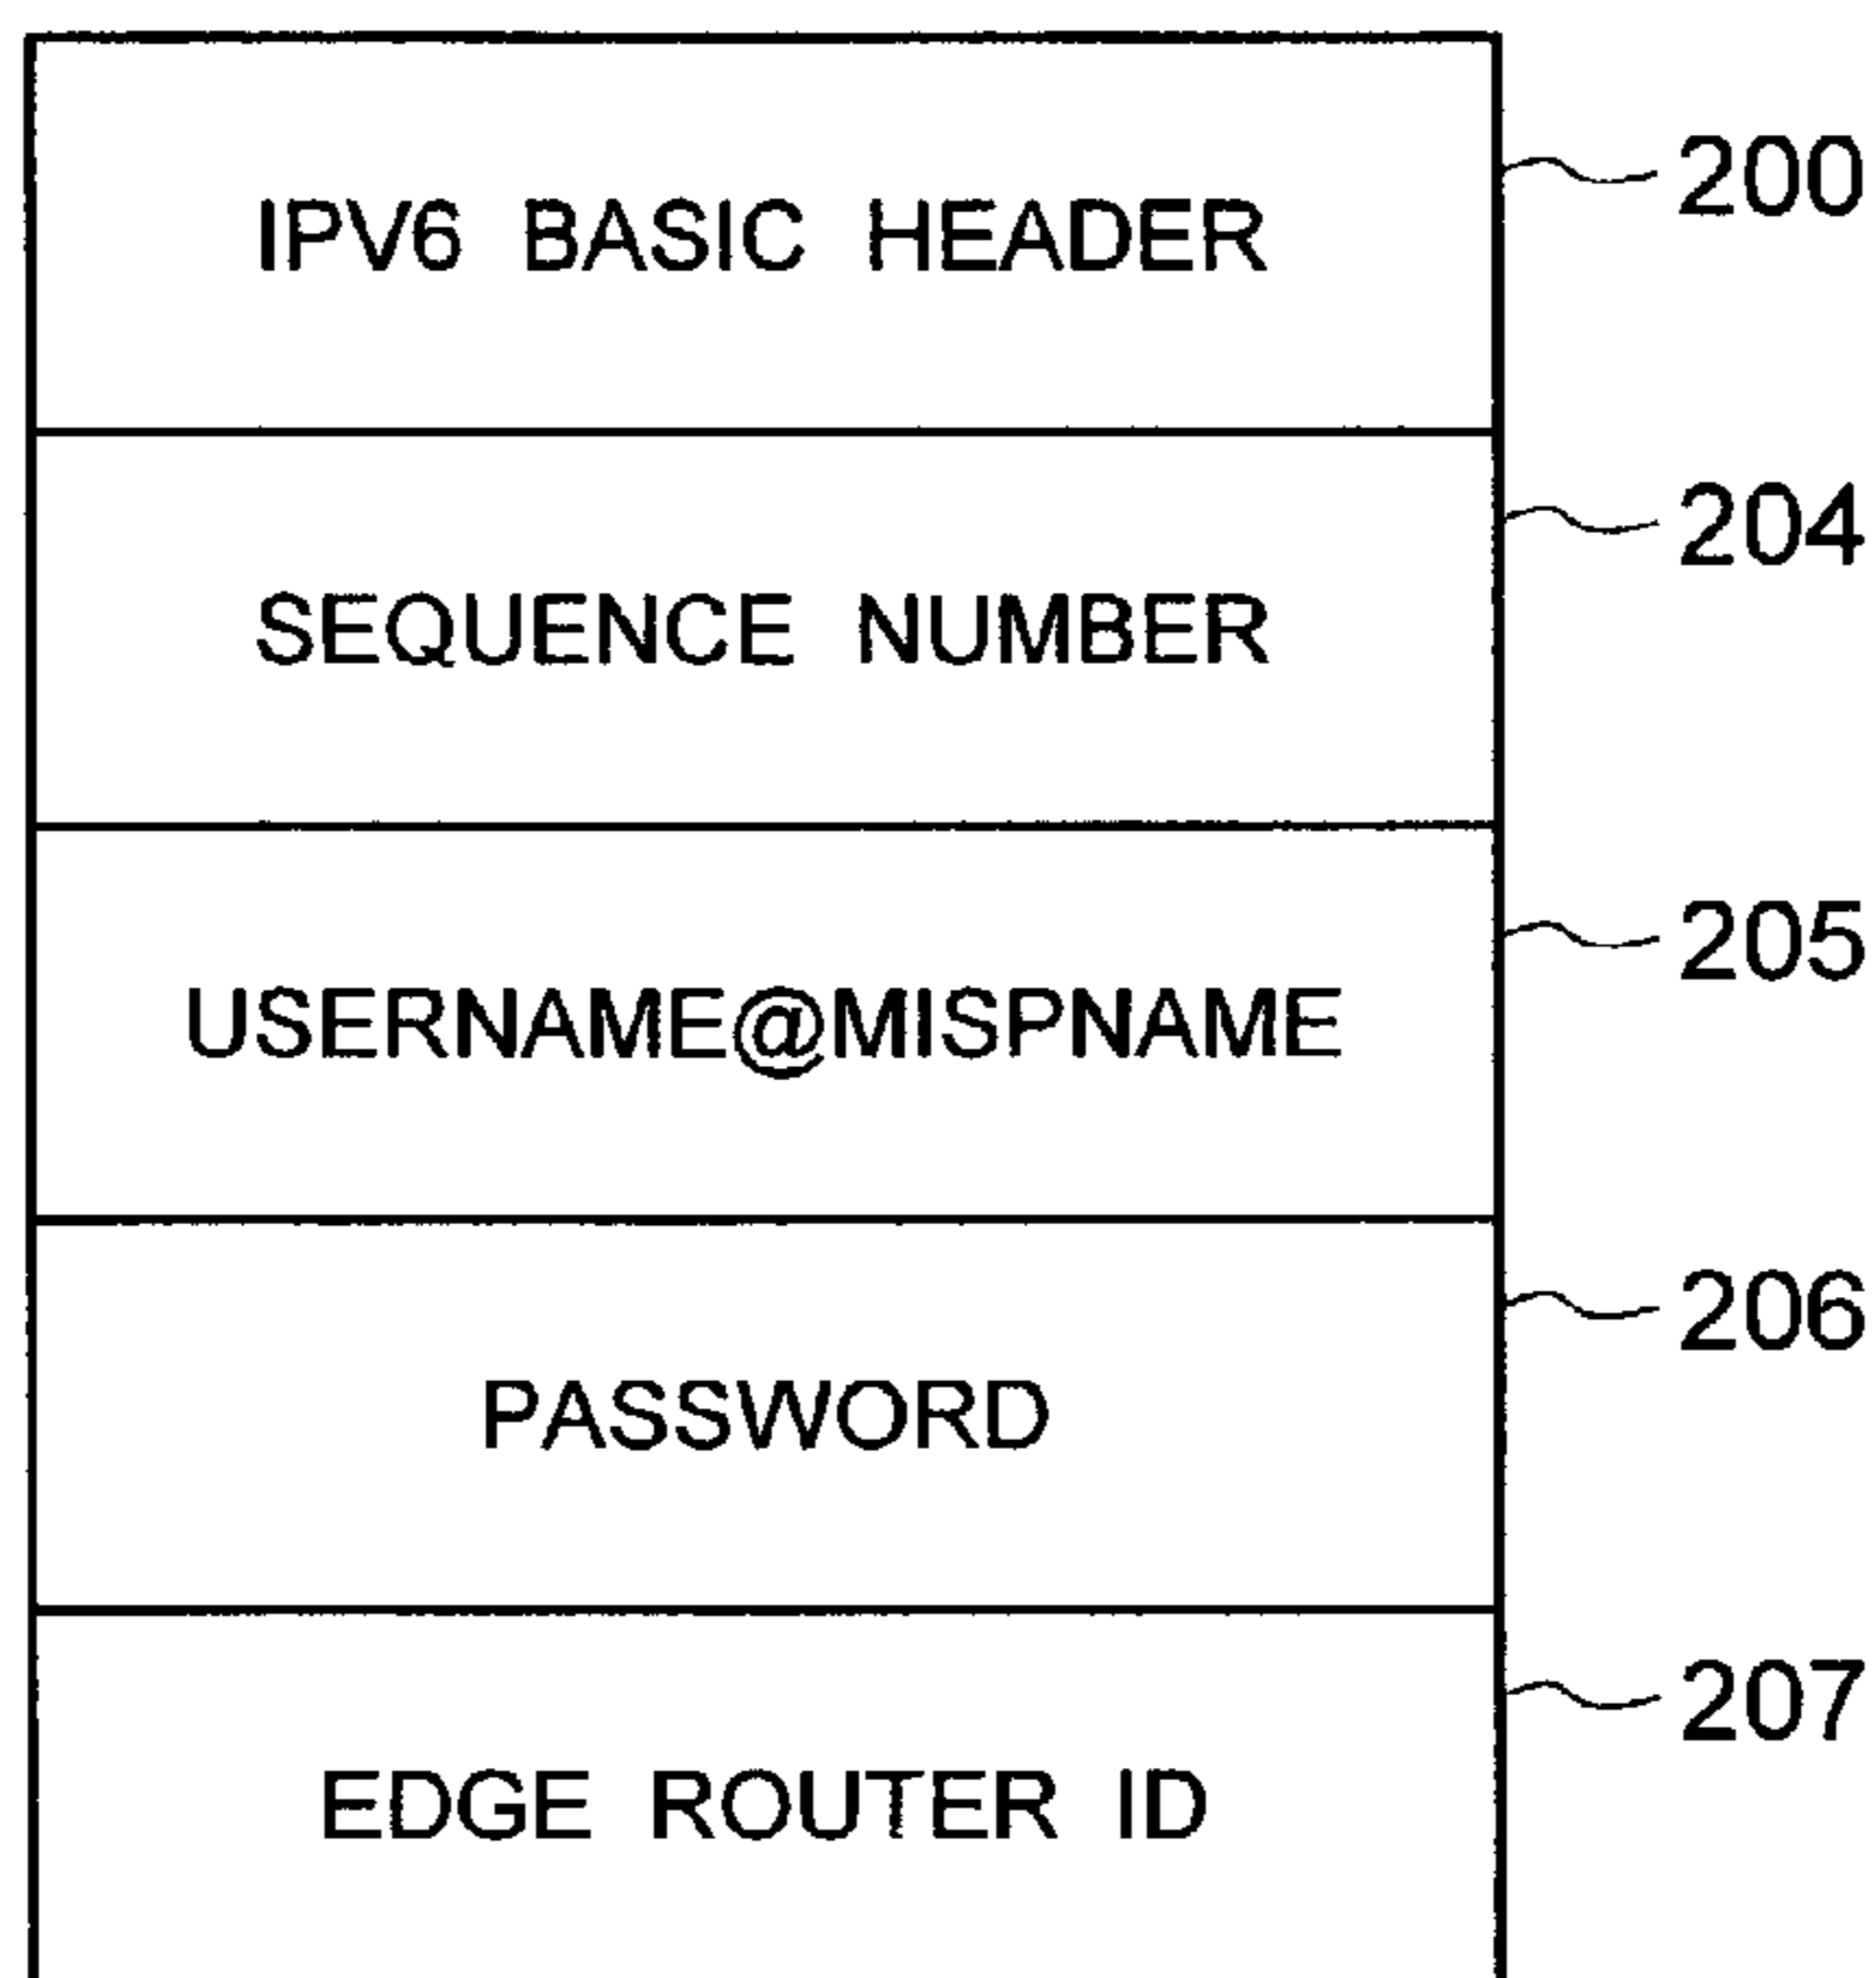 IPV6 BASIC HEADER 200
SEQUENCE NUMBER 204
USERNAME@MISPNAME 205
PASSWORD 206
EDGE ROUTER ID 207